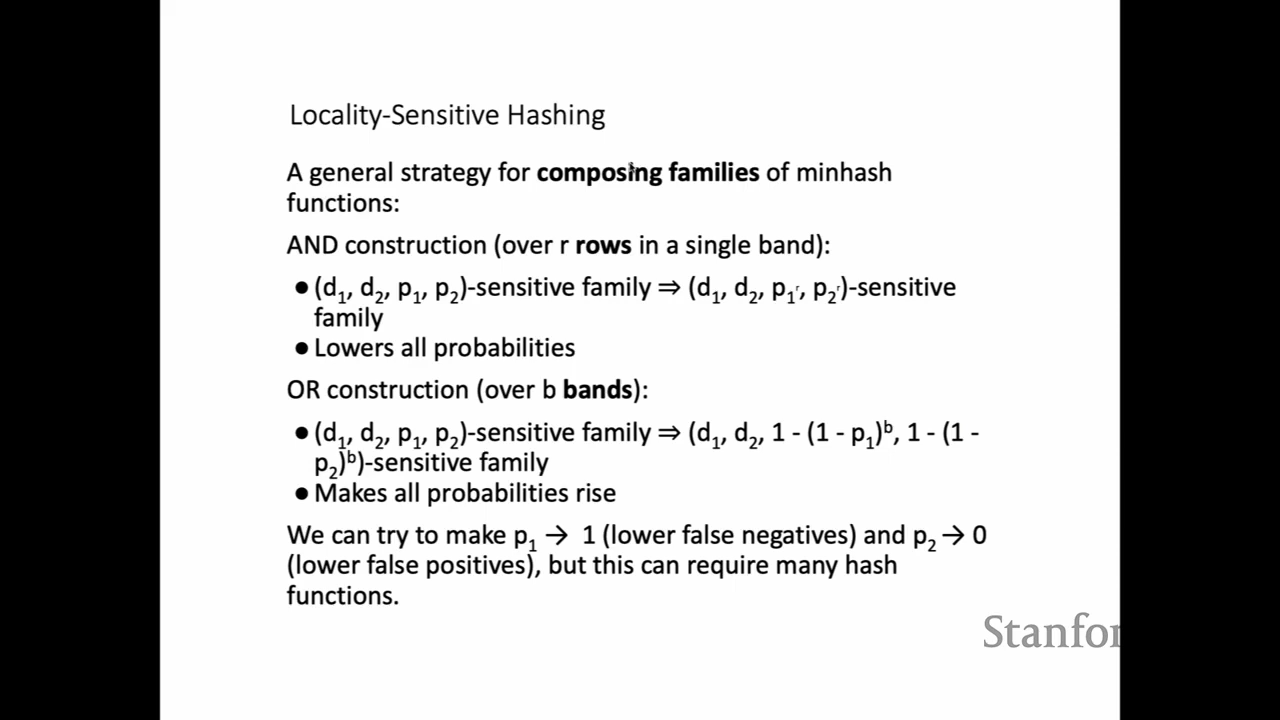 Locality-Sensitive Hashing
A general strategy for composing families of minhash
functions:
AND construction (over r rows in a single band):
● (d₁, d₂, p₁, p₂)-sensitive family ⇒ (d₁, d₂, p₁ʳ, p₂ʳ)-sensitive
family
● Lowers all probabilities
OR construction (over b bands):
● (d₁, d₂, p₁, p₂)-sensitive family ⇒ (d₁, d₂, 1 - (1 - p₁)ᵇ, 1 - (1 -
p₂)ᵇ)-sensitive family
● Makes all probabilities rise
We can try to make p₁ → 1 (lower false negatives) and p₂ → 0
(lower false positives), but this can require many hash
functions.
Stanfor